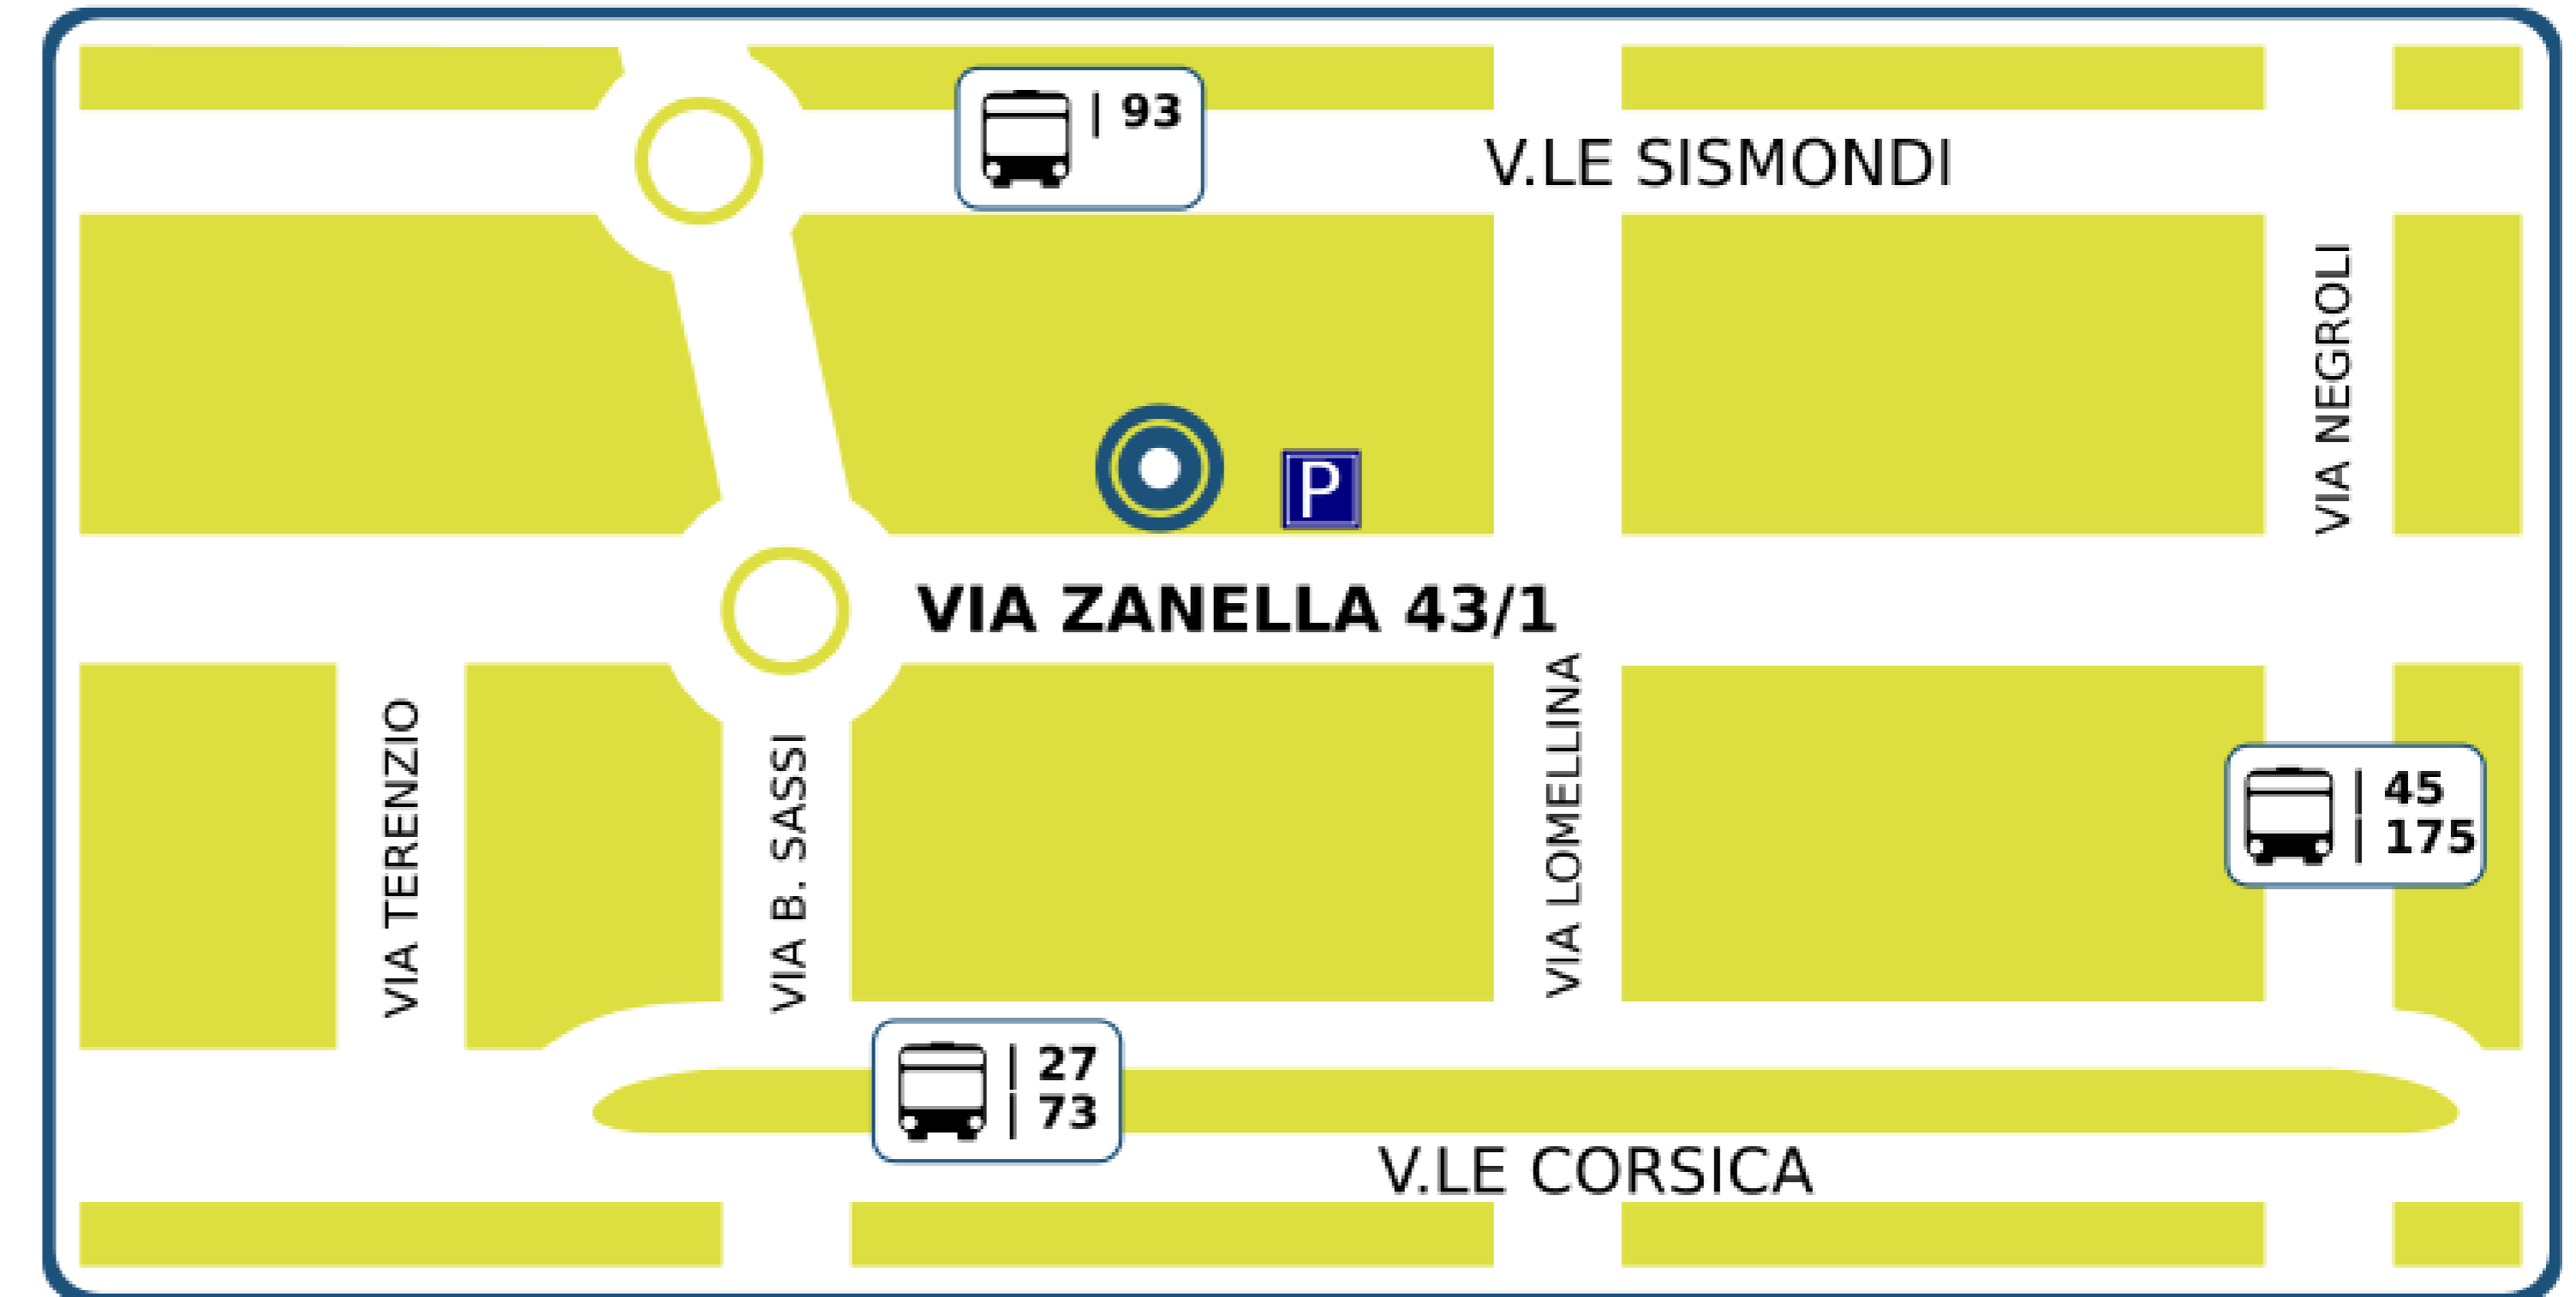 | 93
V.LE SISMONDI
VIA NEGROLI
P
VIA ZANELLA 43/1
VIA TERENZIO
VIA B. SASSI
VIA LOMELLINA
| 45
| 175
| 27
| 73
V.LE CORSICA